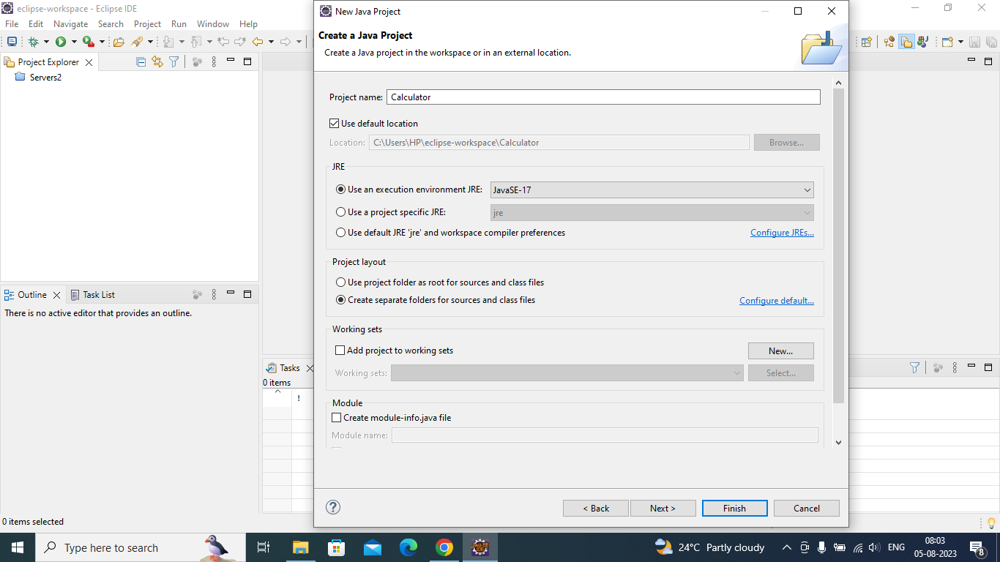 eclipse-workspace - Eclipse IDE
File Edit Navigate Search Project Run Window Help
Project Explorer
Servers2
Outline Task List
There is no active editor that provides an outline.
Tasks
0 items
!
0 items selected
New Java Project
Create a Java Project
Create a Java project in the workspace or in an external location.
Project name: Calculator
Use default location
Location: C:\Users\HP\eclipse-workspace\Calculator Browse...
JRE
Use an execution environment JRE: JavaSE-17
Use a project specific JRE: jre
Use default JRE 'jre' and workspace compiler preferences Configure JREs...
Project layout
Use project folder as root for sources and class files
Create separate folders for sources and class files Configure default...
Working sets
Add project to working sets New...
Working sets: Select...
Module
Create module-info.java file
Module name:
? < Back Next > Finish Cancel
Type here to search
JAVA EE
IDE
24°C Partly cloudy
ENG
08:03
05-08-2023
8